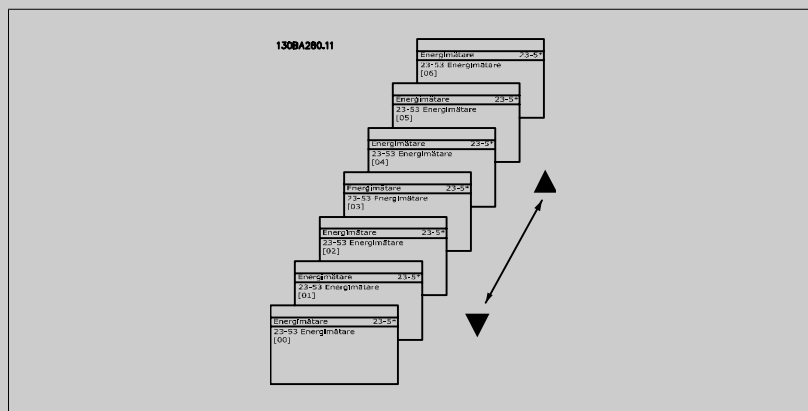 130BA280.11
Energimätare 23-5*
23-53 Energimätare
[06]
Energimätare 23-5*
23-53 Energimätare
[05]
Energimätare 23-5*
23-53 Energimätare
[04]
Energimätare 23-5*
23-53 Energimätare
[03]
Energimätare 23-5*
23-53 Energimätare
[02]
Energimätare 23-5*
23-53 Energimätare
[01]
Energimätare 23-5*
23-53 Energimätare
[00]